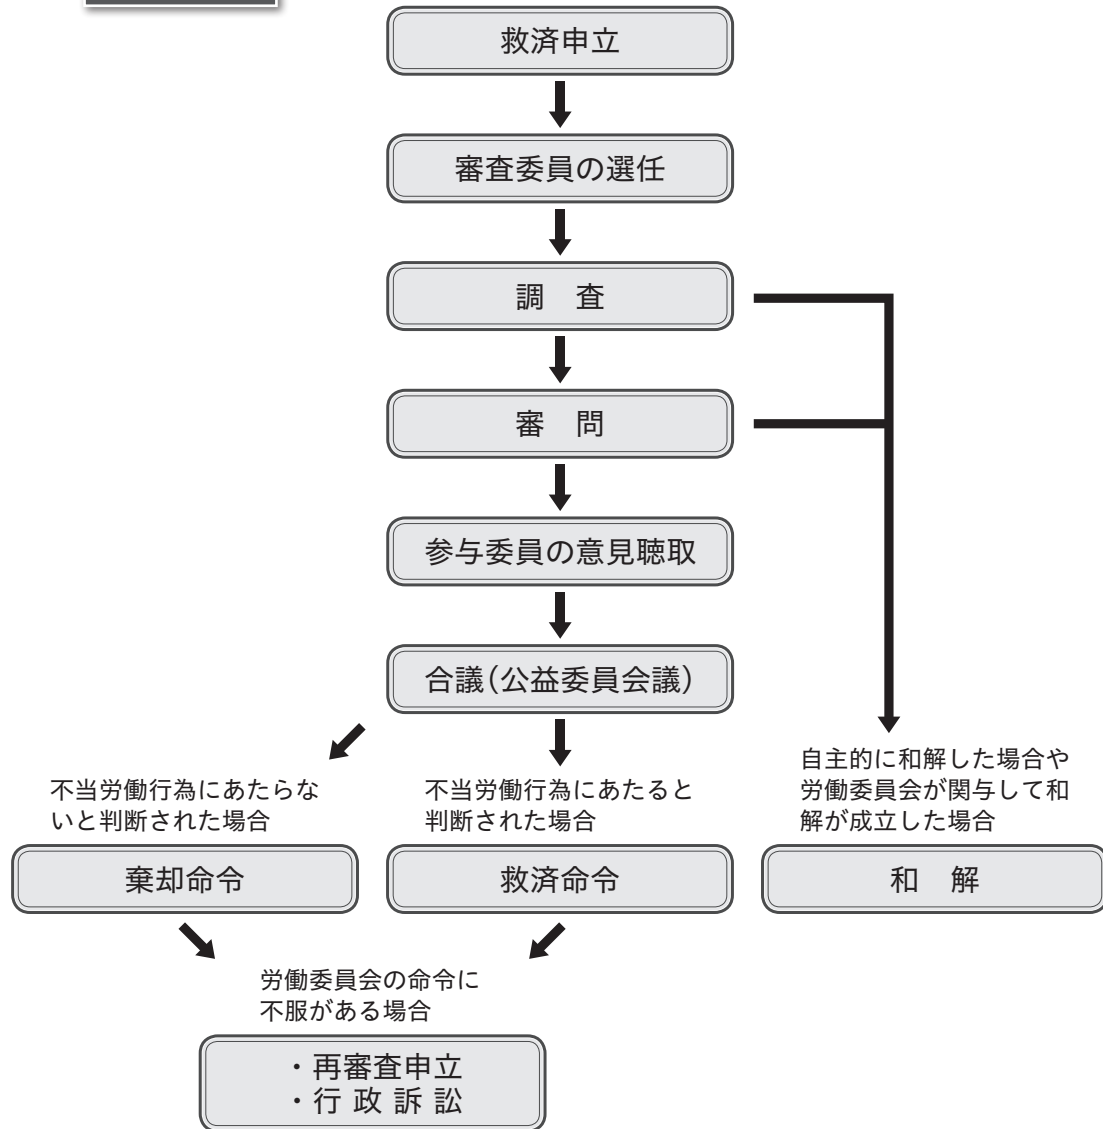 救済申立
審査委員の選任
調　査
審　問
参与委員の意見聴取
合議（公益委員会議）
不当労働行為にあたらな
いと判断された場合
棄却命令
不当労働行為にあたると
判断された場合
救済命令
自主的に和解した場合や
労働委員会が関与して和
解が成立した場合
和　解
労働委員会の命令に
不服がある場合
・再審査申立
・行 政 訴 訟